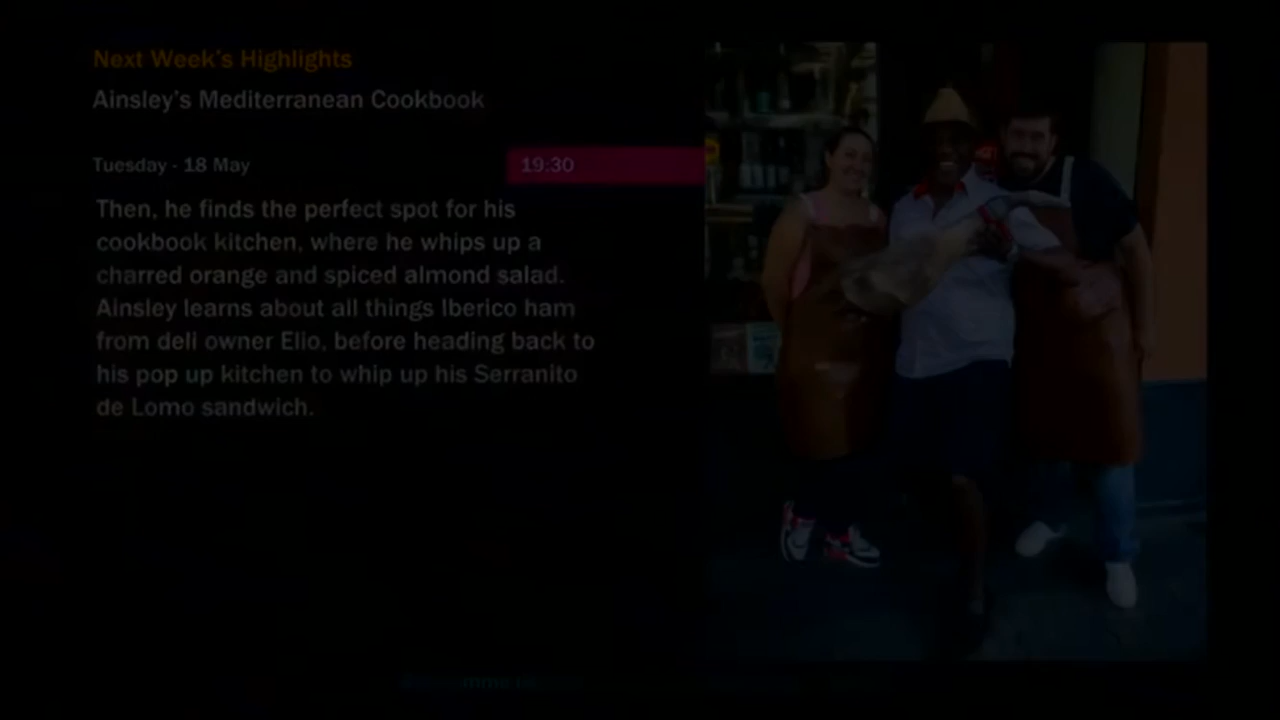 Next Week's Highlights
Ainsley's Mediterranean Cookbook
Tuesday - 18 May
19:30
Then, he finds the perfect spot for his
cookbook kitchen, where he whips up a
charred orange and spiced almond salad.
Ainsley learns about all things Iberico ham
from deli owner Elio, before heading back to
his pop up kitchen to whip up his Serranito
de Lomo sandwich.